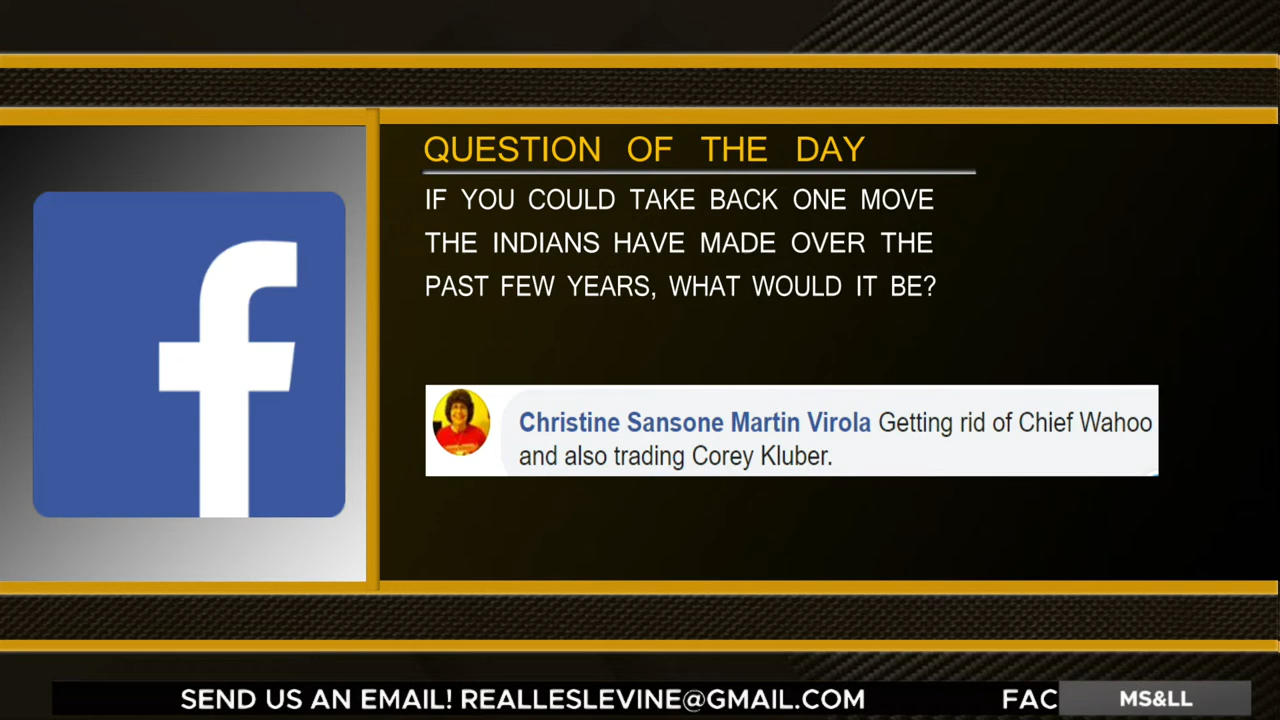 QUESTION OF THE DAY
IF YOU COULD TAKE BACK ONE MOVE
THE INDIANS HAVE MADE OVER THE
PAST FEW YEARS, WHAT WOULD IT BE?
Christine Sansone Martin Virola Getting rid of Chief Wahoo
and also trading Corey Kluber.
SEND US AN EMAIL! REALLESLEVINE@GMAIL.COM FAC MS&LL